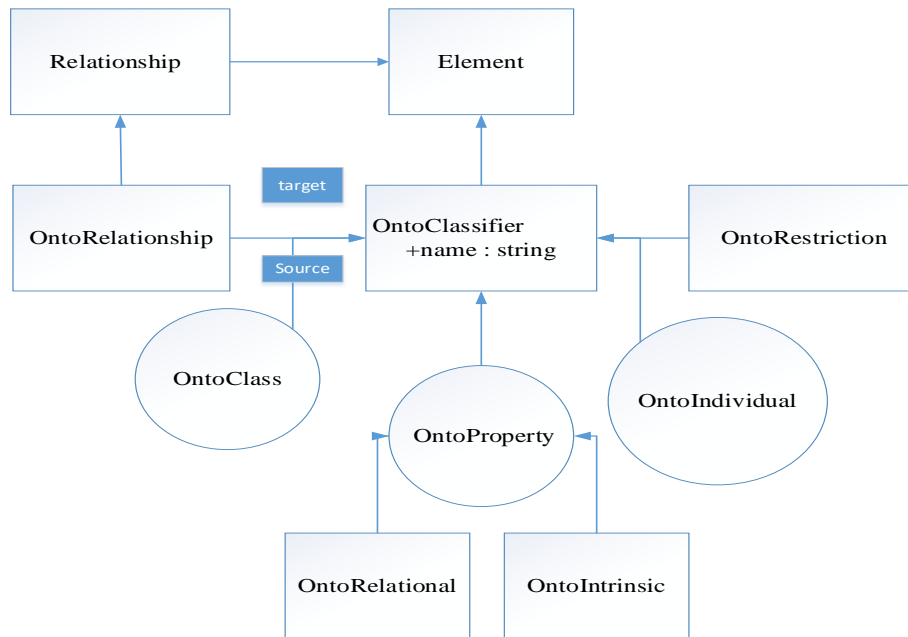 Relationship
Element
target
OntoRelationship
OntoClassifier
+name : string
OntoRestriction
Source
OntoClass
OntoIndividual
OntoProperty
OntoRelational
OntoIntrinsic